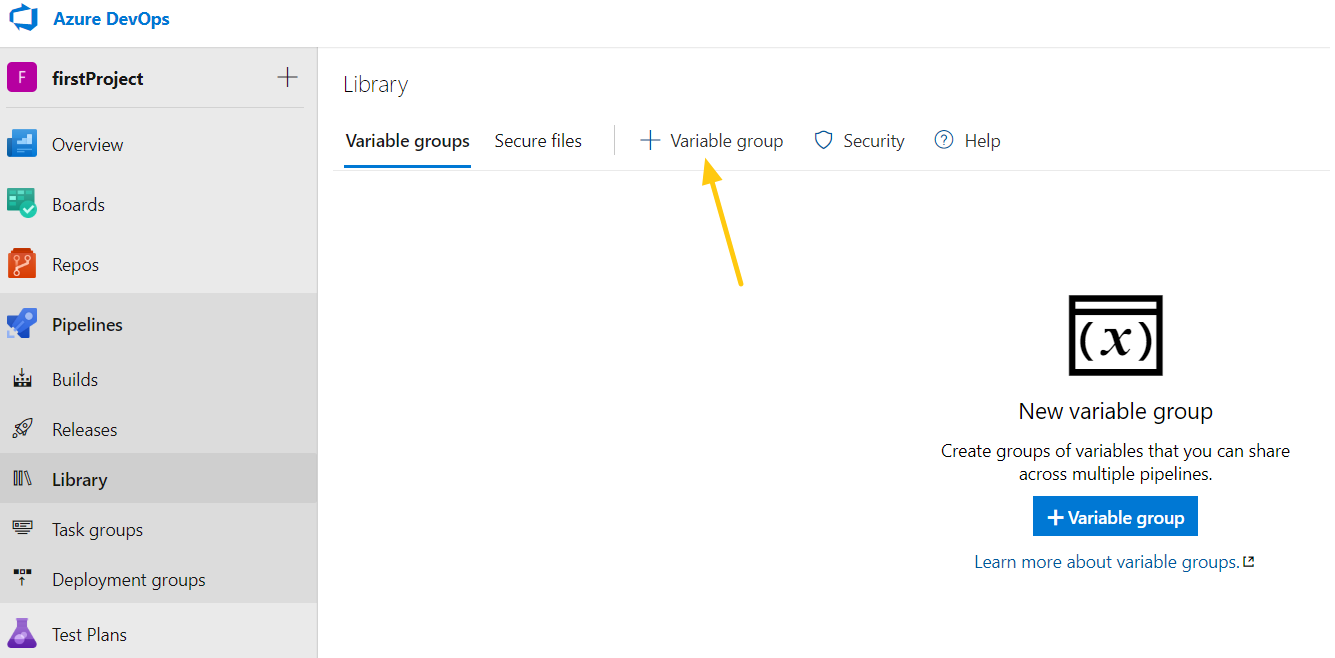 Azure DevOps
F firstProject
Overview
Boards
Repos
Pipelines
Builds
Releases
Library
Task groups
Deployment groups
Test Plans
Library
Variable groups Secure files + Variable group Security ? Help
(x)
New variable group
Create groups of variables that you can share
across multiple pipelines.
+ Variable group
Learn more about variable groups.